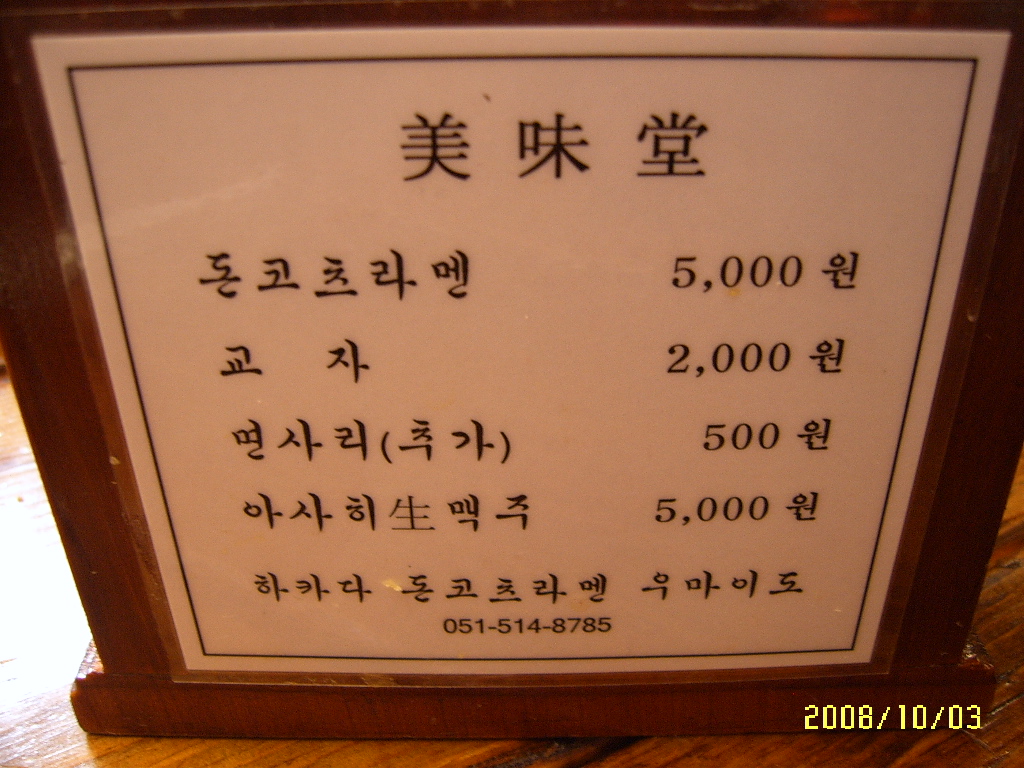 美味堂
돈코츠라멘 5,000 원
교 자 2,000 원
면사리(추가) 500 원
아사히生맥주 5,000 원
하카다 돈코츠라멘 우마이도
051-514-8785
2008/10/03